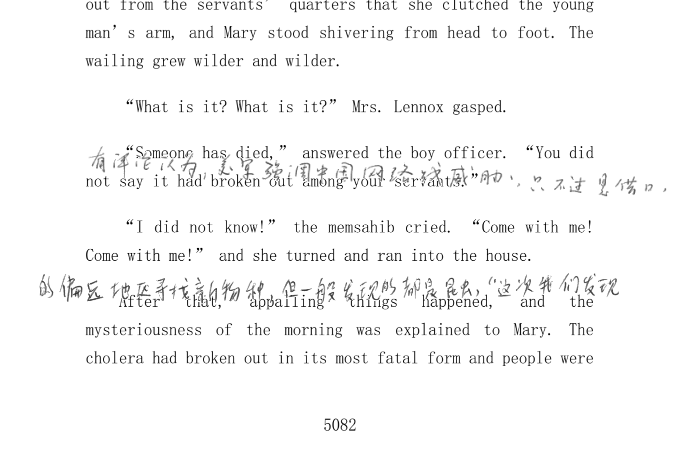 out from the servants’ quarters that she clutched the young
man’s arm, and Mary stood shivering from head to foot. The
wailing grew wilder and wilder.
“What is it? What is it?” Mrs. Lennox gasped.
“Someone has died,” answered the boy officer. “You did
有评论认为，美军强调中国网络威胁，只不过是借口，
not say it had broken out among your servants.”
“I did not know!” the memsahib cried. “Come with me!
Come with me!” and she turned and ran into the house.
的偏远地区寻找新物种，但一般发现的都是昆虫，“这次我们发现
After that, appalling things happened, and the
mysteriousness of the morning was explained to Mary. The
cholera had broken out in its most fatal form and people were
5082